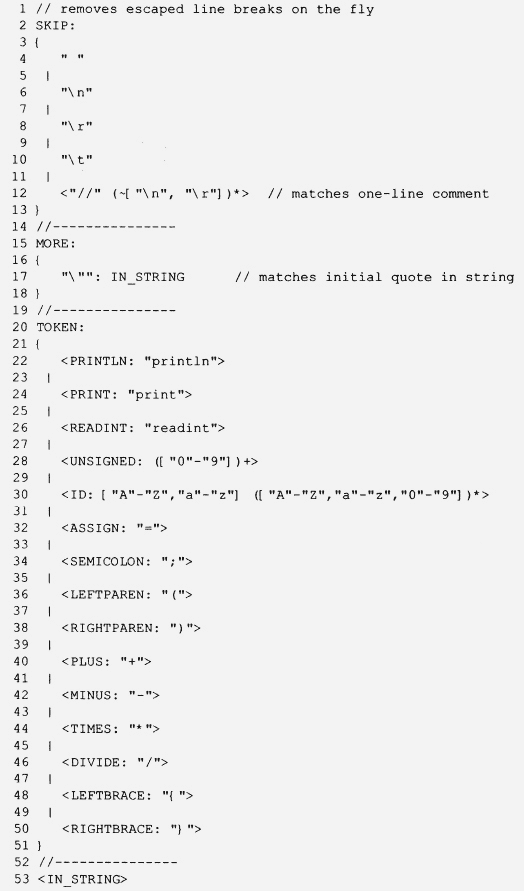 1 // removes escaped line breaks on the fly
2 SKIP:
3 {
4    " "
5  |
6    "\n"
7  |
8    "\r"
9  |
10    "\t"
11  |
12    <"//" (~["\n", "\r"])*>  // matches one-line comment
13 }
14 //---------------
15 MORE:
16 {
17    "\"": IN_STRING      // matches initial quote in string
18 }
19 //---------------
20 TOKEN:
21 {
22    <PRINTLN: "println">
23  |
24    <PRINT: "print">
25  |
26    <READINT: "readint">
27  |
28    <UNSIGNED: (["0"-"9"])+>
29  |
30    <ID: ["A"-"Z","a"-"z"] (["A"-"Z","a"-"z","0"-"9"])*>
31  |
32    <ASSIGN: "=">
33  |
34    <SEMICOLON: ";">
35  |
36    <LEFTPAREN: "(">
37  |
38    <RIGHTPAREN: ")">
39  |
40    <PLUS: "+">
41  |
42    <MINUS: "-">
43  |
44    <TIMES: "*">
45  |
46    <DIVIDE: "/">
47  |
48    <LEFTBRACE: "{">
49  |
50    <RIGHTBRACE: "}">
51 }
52 //---------------
53 <IN_STRING>